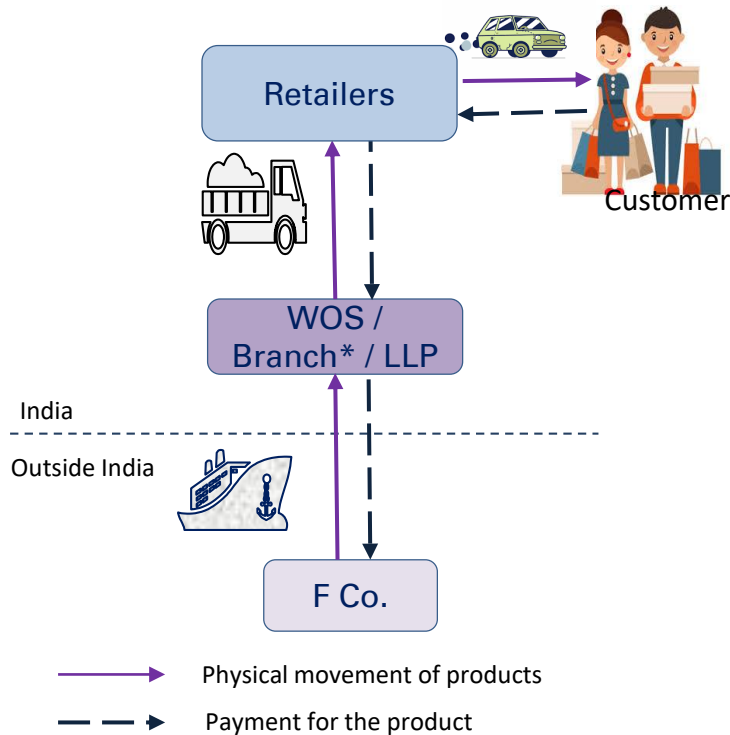 Retailers
Customer
WOS /
Branch* / LLP
India
Outside India
F Co.
Physical movement of products
Payment for the product